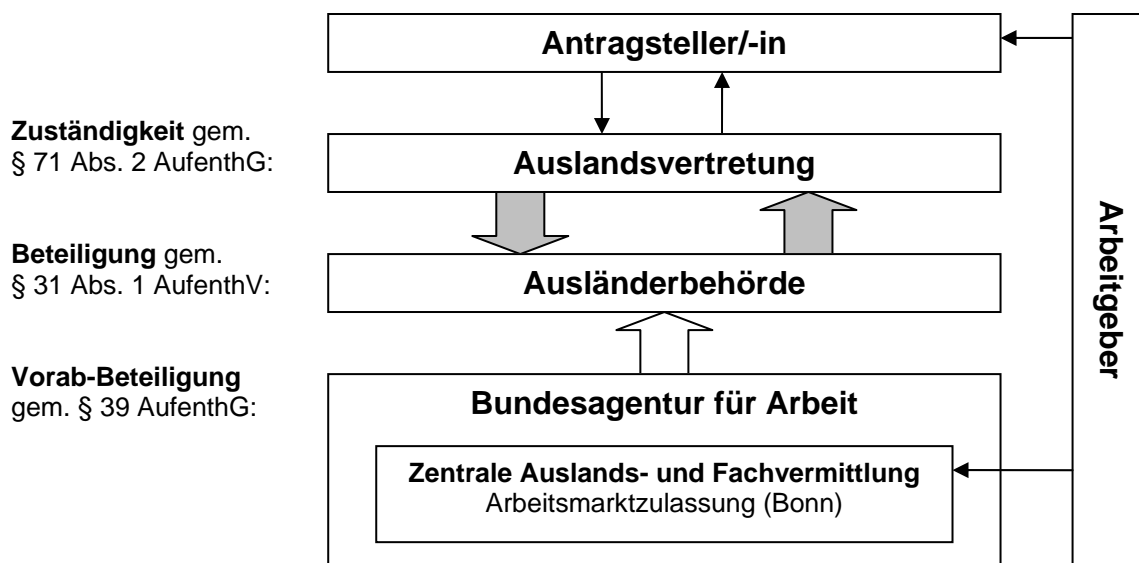 Antragsteller/-in
Zuständigkeit gem.
§ 71 Abs. 2 AufenthG:
Auslandsvertretung
Beteiligung gem.
§ 31 Abs. 1 AufenthV:
Ausländerbehörde
Vorab-Beteiligung
gem. § 39 AufenthG:
Bundesagentur für Arbeit
Zentrale Auslands- und Fachvermittlung
Arbeitsmarktzulassung (Bonn)
Arbeitgeber